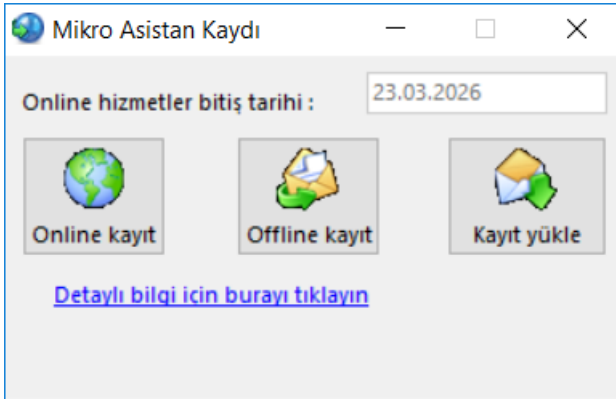 Mikro Asistan Kaydı
Online hizmetler bitiş tarihi : 23.03.2026
Online kayıt Offline kayıt Kayıt yükle
Detaylı bilgi için burayı tıklayın